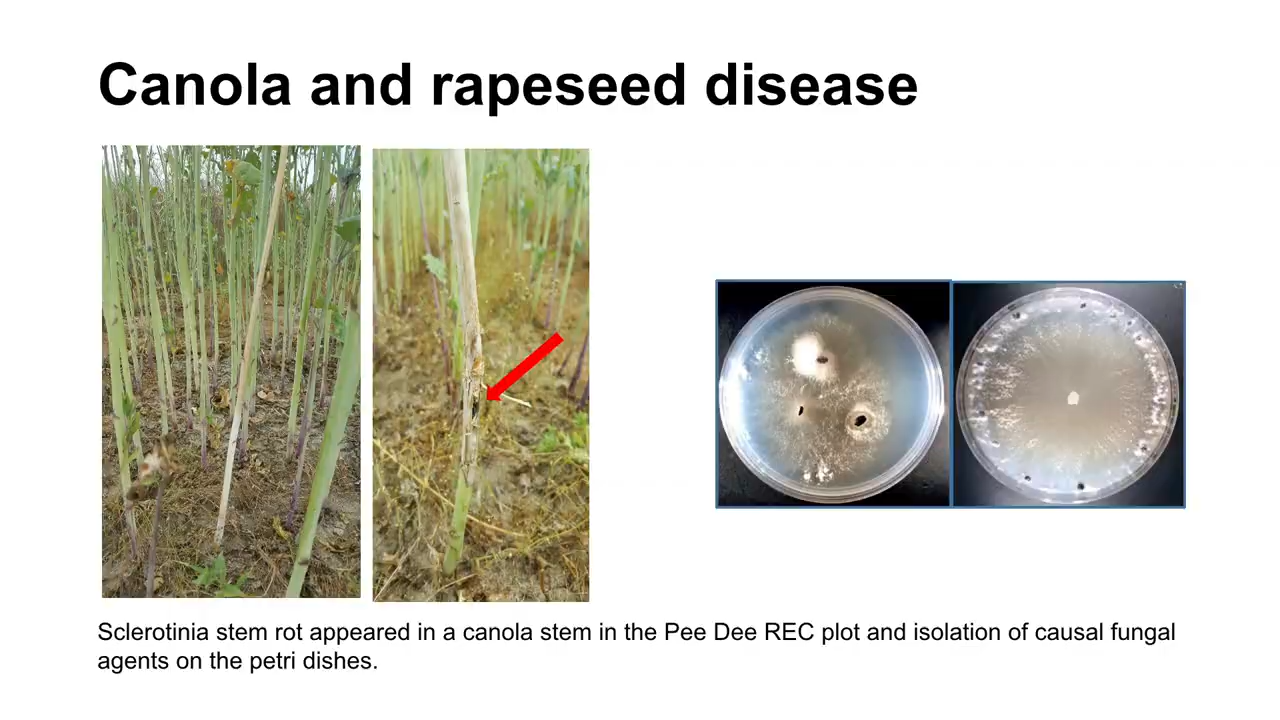 Canola and rapeseed disease
Sclerotinia stem rot appeared in a canola stem in the Pee Dee REC plot and isolation of causal fungal
agents on the petri dishes.